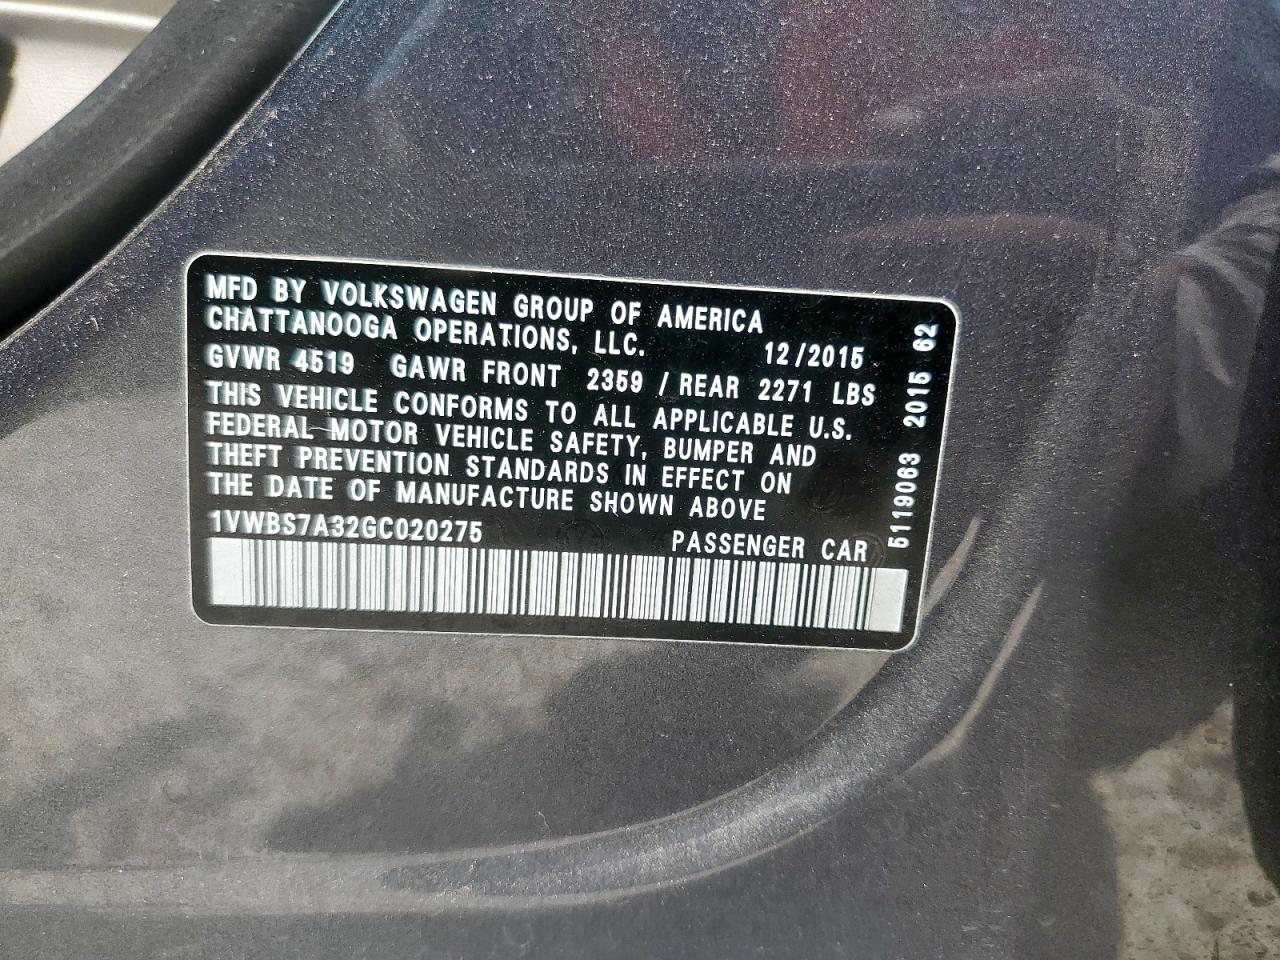 MFD BY VOLKSWAGEN GROUP OF AMERICA
CHATTANOOGA OPERATIONS, LLC. 12/2015
GVWR 4519 GAWR FRONT 2359 / REAR 2271 LBS
THIS VEHICLE CONFORMS TO ALL APPLICABLE U.S.
FEDERAL MOTOR VEHICLE SAFETY, BUMPER AND
THEFT PREVENTION STANDARDS IN EFFECT ON
THE DATE OF MANUFACTURE SHOWN ABOVE
1VWBS7A32GC020275 PASSENGER CAR
5119063 2015 62